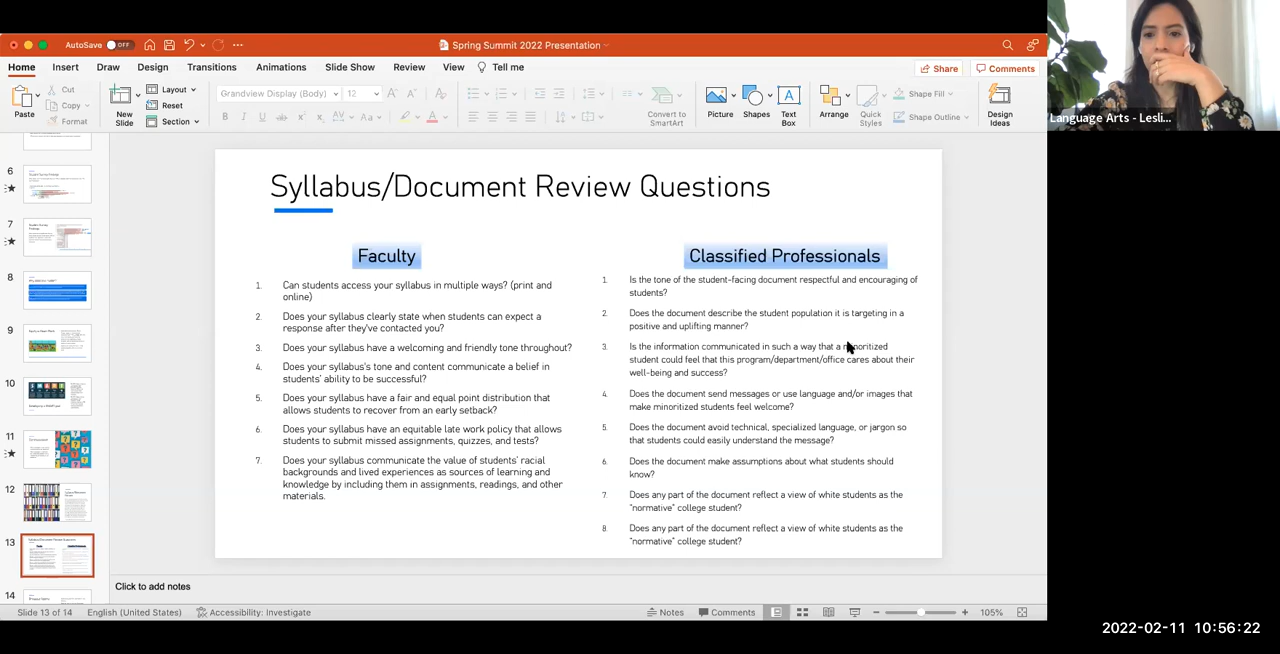 AutoSave OFF
Spring Summit 2022 Presentation
Home Insert Draw Design Transitions Animations Slide Show Review View Tell me
Share Comments
Paste
Cut
Copy
Format
New
Slide
Layout
Reset
Section
Grandview Display (Body) 12
Convert to
SmartArt
Picture
Shapes
Text
Box
Arrange
Quick
Styles
Shape Fill
Shape Outline
Design
Ideas
Language Arts - Lesli...
6
7
8
9
10
11
12
13
14
Syllabus/Document Review Questions
Faculty
1. Can students access your syllabus in multiple ways? (print and
online)
2. Does your syllabus clearly state when students can expect a
response after they've contacted you?
3. Does your syllabus have a welcoming and friendly tone throughout?
4. Does your syllabus's tone and content communicate a belief in
students' ability to be successful?
5. Does your syllabus have a fair and equal point distribution that
allows students to recover from an early setback?
6. Does your syllabus have an equitable late work policy that allows
students to submit missed assignments, quizzes, and tests?
7. Does your syllabus communicate the value of students' racial
backgrounds and lived experiences as sources of learning and
knowledge by including them in assignments, readings, and other
materials.
Classified Professionals
1. Is the tone of the student-facing document respectful and encouraging of
students?
2. Does the document describe the student population it is targeting in a
positive and uplifting manner?
3. Is the information communicated in such a way that a minoritized
student could feel that this program/department/office cares about their
well-being and success?
4. Does the document send messages or use language and/or images that
make minoritized students feel welcome?
5. Does the document avoid technical, specialized language, or jargon so
that students could easily understand the message?
6. Does the document make assumptions about what students should
know?
7. Does any part of the document reflect a view of white students as the
"normative" college student?
8. Does any part of the document reflect a view of white students as the
"normative" college student?
Click to add notes
Slide 13 of 14 English (United States) Accessibility: Investigate
Notes Comments 105%
2022-02-11 10:56:22